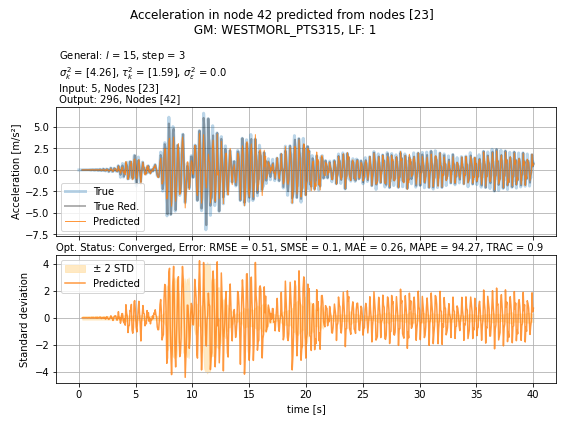 Acceleration in node 42 predicted from nodes [23]
GM: WESTMORL_PTS315, LF: 1
General: l = 15, step = 3
σ²ₖ = [4.26], τ²ₖ = [1.59], σ²ε = 0.0
Input: 5, Nodes [23]
Output: 296, Nodes [42]
Acceleration [m/s²]
5.0
2.5
0.0
−2.5
−5.0
−7.5
True
True Red.
Predicted
Opt. Status: Converged, Error: RMSE = 0.51, SMSE = 0.1, MAE = 0.26, MAPE = 94.27, TRAC = 0.9
Standard deviation
4
2
0
−2
−4
± 2 STD
Predicted
0 5 10 15 20 25 30 35 40
time [s]